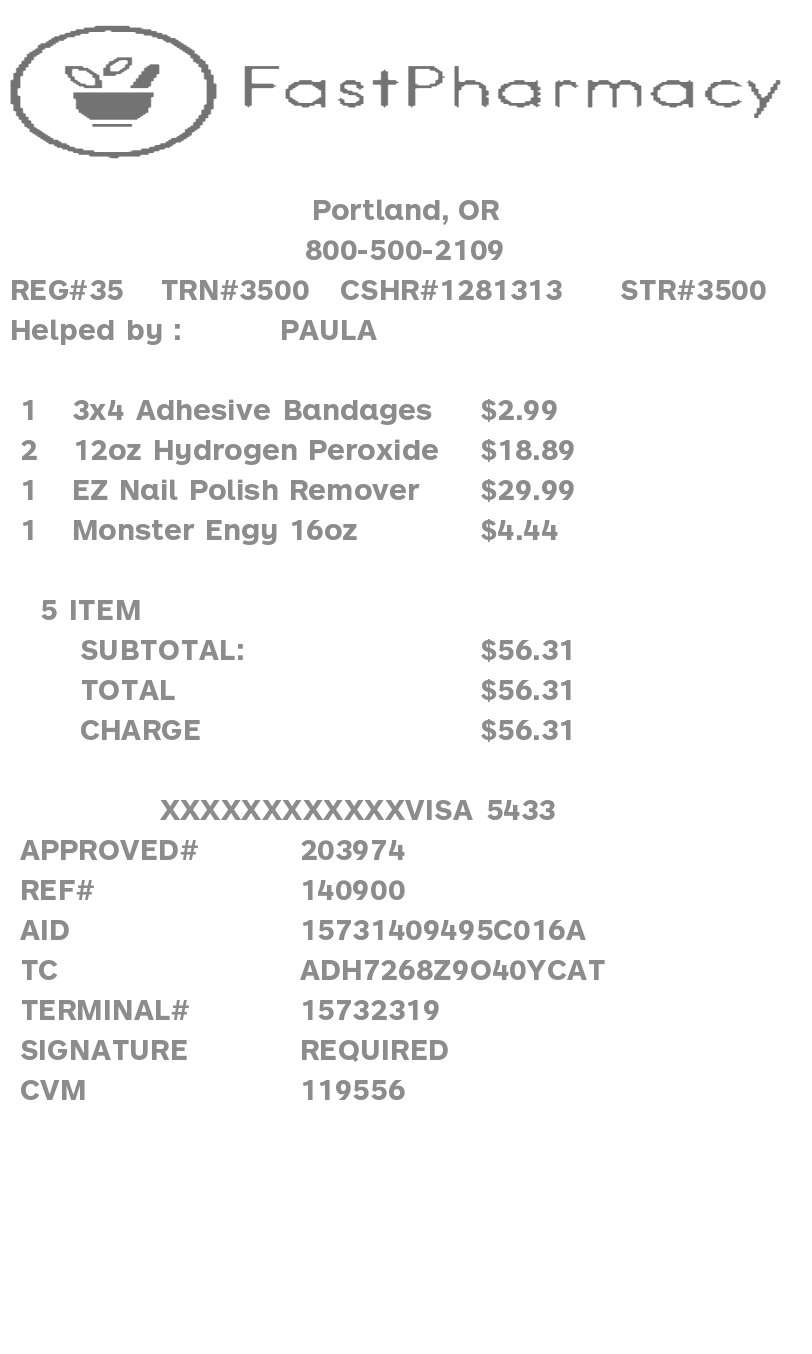 FastPharmacy
Portland, OR
800-500-2109
REG#35 TRN#3500 CSHR#1281313 STR#3500
Helped by : PAULA
1 3x4 Adhesive Bandages $2.99
2 12oz Hydrogen Peroxide $18.89
1 EZ Nail Polish Remover $29.99
1 Monster Engy 16oz $4.44
5 ITEM
SUBTOTAL: $56.31
TOTAL $56.31
CHARGE $56.31
XXXXXXXXXXXXVISA 5433
APPROVED# 203974
REF# 140900
AID 15731409495C016A
TC ADH7268Z9O40YCAT
TERMINAL# 15732319
SIGNATURE REQUIRED
CVM 119556